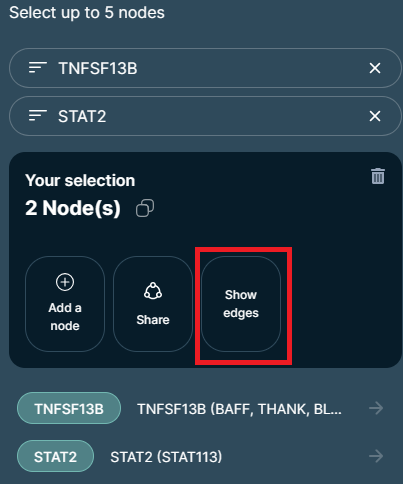 Select up to 5 nodes
TNFSF13B
STAT2
Your selection
2 Node(s)
Add a
node
Share
Show
edges
TNFSF13B TNFSF13B (BAFF, THANK, BL...
STAT2 STAT2 (STAT113)